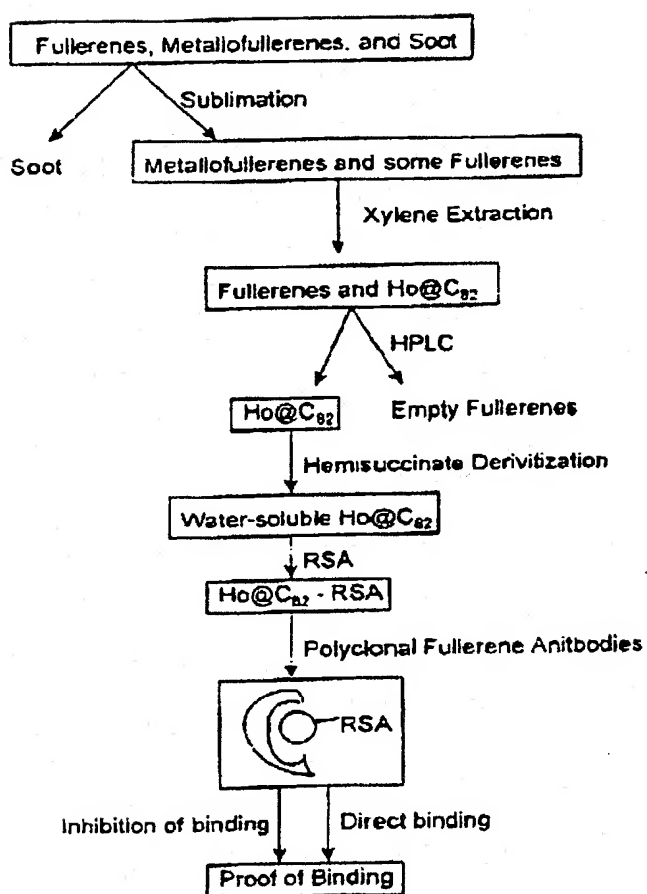 Fullerenes, Metallofullerenes. and Soot
Sublimation
Soot
Metallofullerenes and some Fullerenes
Xylene Extraction
Fullerenes and Ho@C₈₂
HPLC
Ho@C₈₂
Empty Fullerenes
Hemisuccinate Derivitization
Water-soluble Ho@C₈₂
RSA
Ho@C₈₂ - RSA
Polyclonal Fullerene Anitbodies
RSA
Inhibition of binding
Direct binding
Proof of Binding